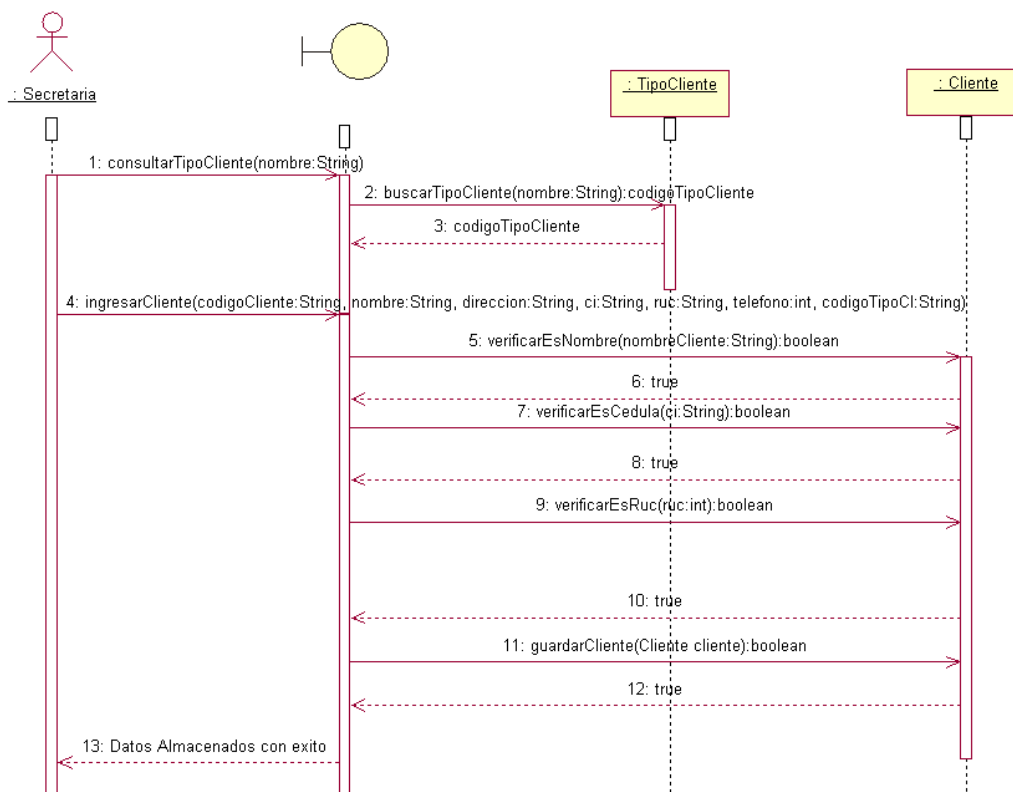 : Secretaria
: TipoCliente
: Cliente
1: consultarTipoCliente(nombre:String)
2: buscarTipoCliente(nombre:String):codigoTipoCliente
3: codigoTipoCliente
4: ingresarCliente(codigoCliente:String, nombre:String, direccion:String, ci:String, ruc:String, telefono:int, codigoTipoCl:String)
5: verificarEsNombre(nombreCliente:String):boolean
6: true
7: verificarEsCedula(ci:String):boolean
8: true
9: verificarEsRuc(ruc:int):boolean
10: true
11: guardarCliente(Cliente cliente):boolean
12: true
13: Datos Almacenados con exito